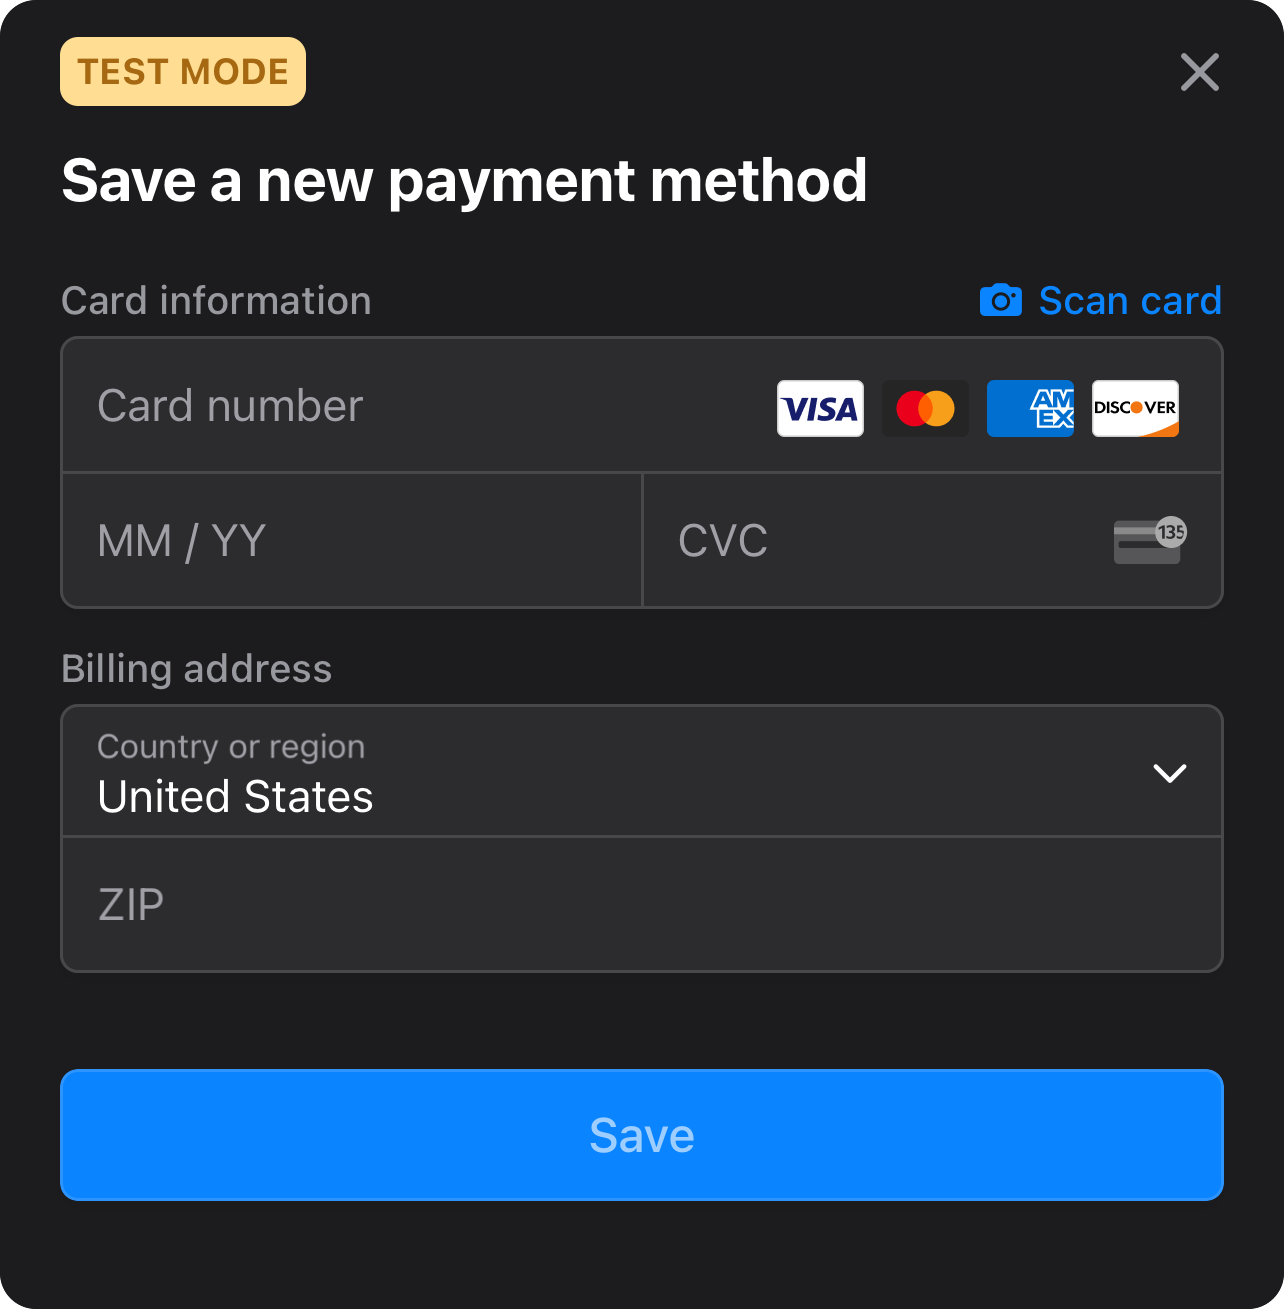 TEST MODE
Save a new payment method
Card information
Scan card
Card number
VISA
AM
EX
DISCOVER
MM / YY
CVC
135
Billing address
Country or region
United States
ZIP
Save